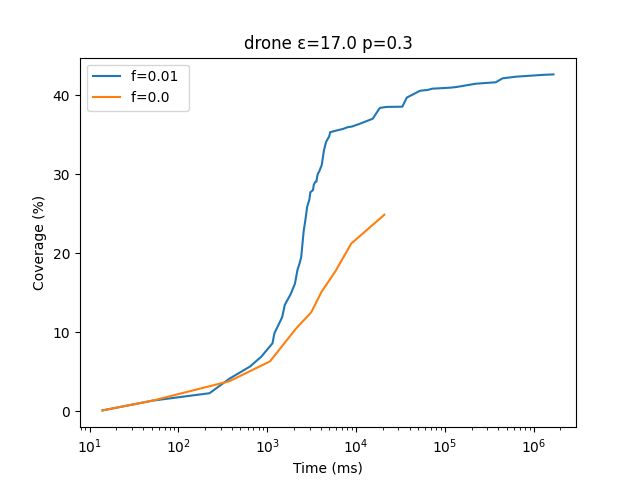 drone ε=17.0 p=0.3
f=0.01
f=0.0
Coverage (%)
40
30
20
10
0
10¹ 10² 10³ 10⁴ 10⁵ 10⁶
Time (ms)